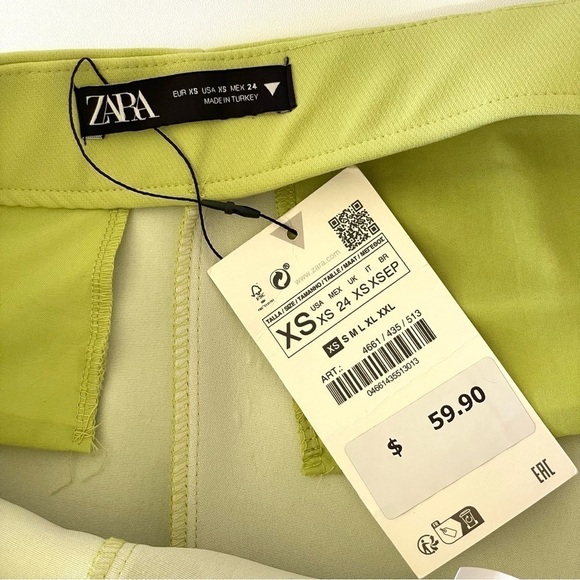 ZARA
EUR XS USA XS MEX 24
MADE IN TURKEY
www.zara.com
TALLA / SIZE / TAMANHO / TAILLE / MAAT / ΜΕΓΕΘΟΣ
XS
USA MEX UK IT BR
XS 24 XS XS EP
XS S M L XL XXL
ART.: 4661 / 435 / 513
04661435513013
$ 59.90
EAC
FR